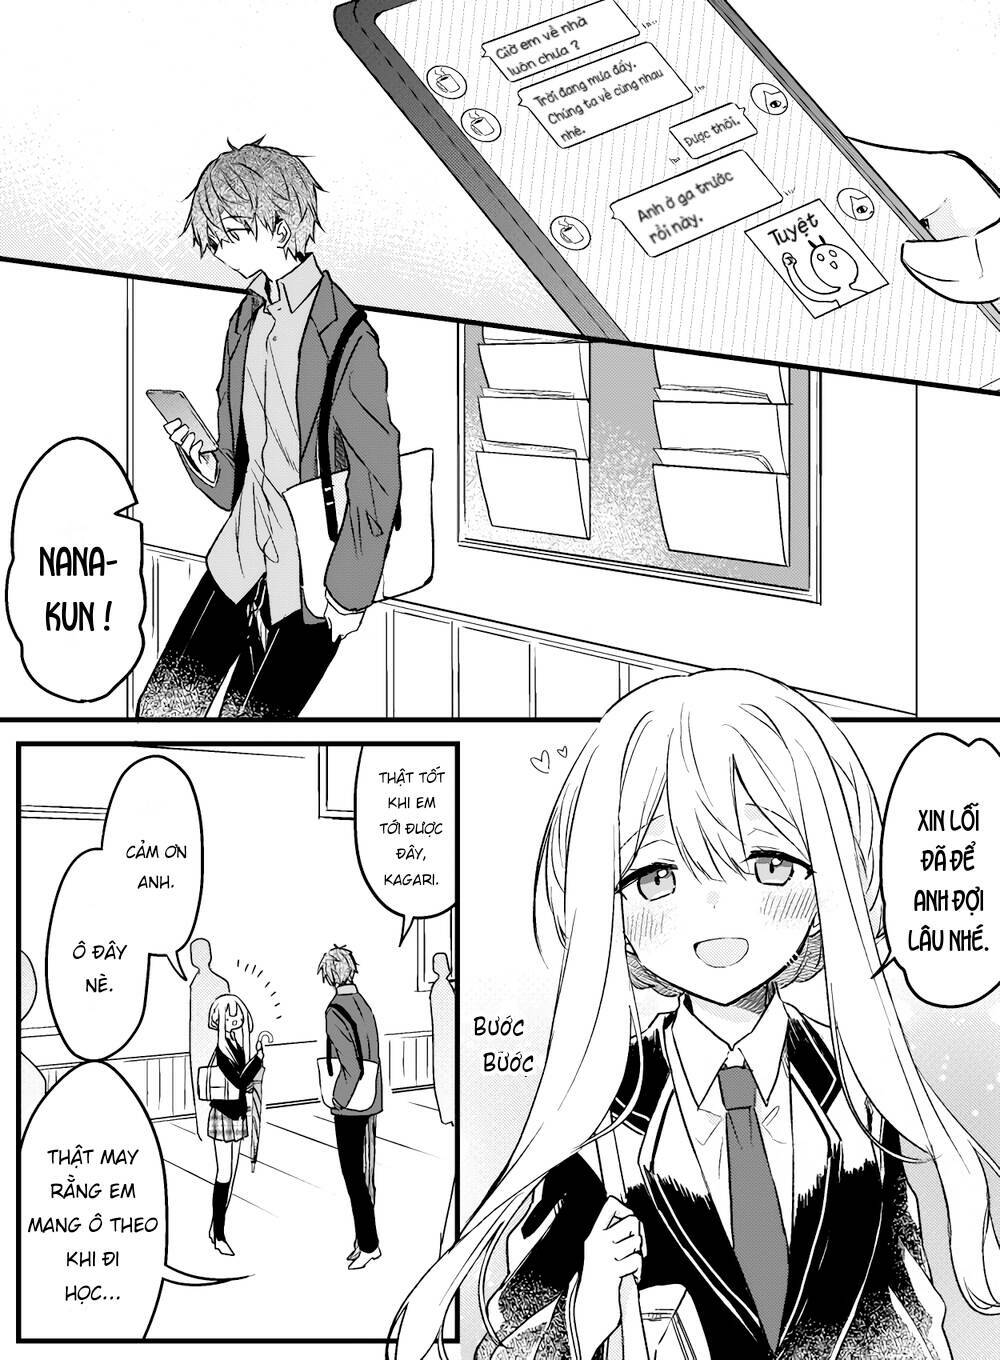 Giờ em về nhà
luôn chưa ?
Trời đang mưa đấy.
Chúng ta về cùng nhau
nhé.
Được thôi.
Anh ở ga trước
rồi này.
Tuyệt
NANA-
KUN !
XIN LỖI
ĐÃ ĐỂ
ANH ĐỢI
LÂU NHÉ.
BƯỚC
BƯỚC
THẬT TỐT
KHI EM
TỚI ĐƯỢC
ĐÂY,
KAGARI.
CẢM ƠN
ANH.
Ô ĐÂY
NÈ.
THẬT MAY
RẰNG EM
MANG Ô THEO
KHI ĐI
HỌC...